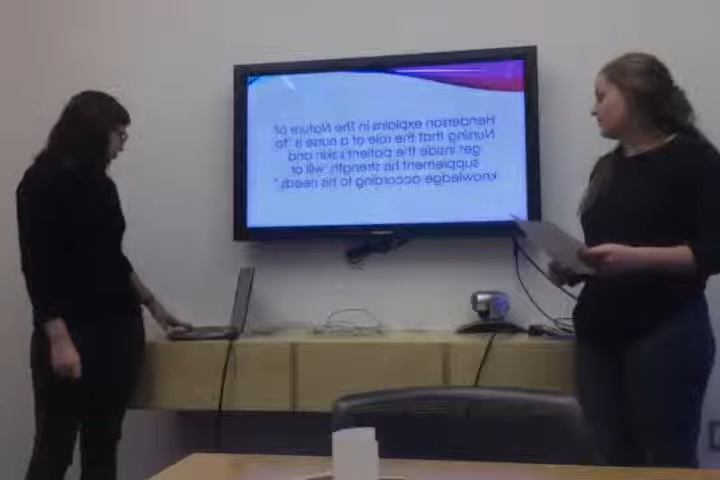 Henderson explains in The Nature of
Nursing that the role of a nurse is "to
get inside the patient's skin and
supplement his strength, will or
knowledge according to his needs"